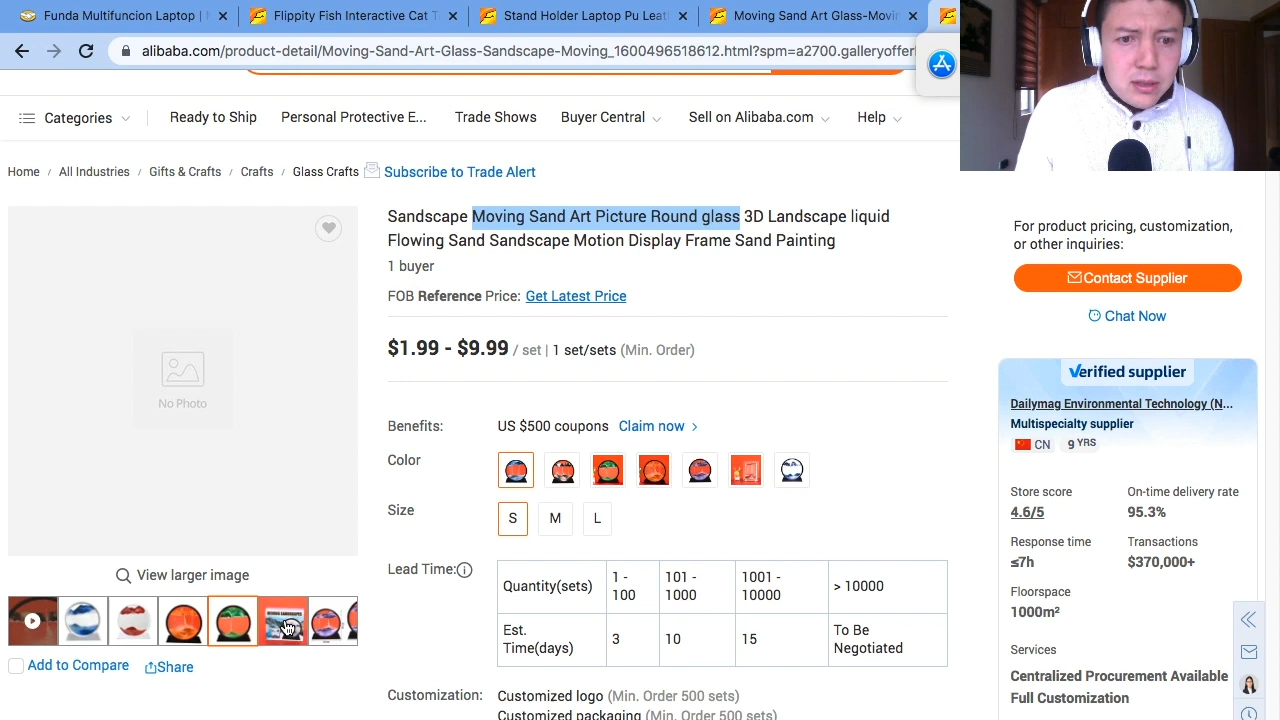 Funda Multifuncion Laptop |
Flippity Fish Interactive Cat T
Stand Holder Laptop Pu Leat
Moving Sand Art Glass-Movin
alibaba.com/product-detail/Moving-Sand-Art-Glass-Sandscape-Moving_1600496518612.html?spm=a2700.galleryoffer
Categories
Ready to Ship
Personal Protective E...
Trade Shows
Buyer Central
Sell on Alibaba.com
Help
Home / All Industries / Gifts & Crafts / Crafts / Glass Crafts
Subscribe to Trade Alert
No Photo
View larger image
Add to Compare
Share
Sandscape Moving Sand Art Picture Round glass 3D Landscape liquid
Flowing Sand Sandscape Motion Display Frame Sand Painting
1 buyer
FOB Reference Price: Get Latest Price
$1.99 - $9.99 / set | 1 set/sets (Min. Order)
Benefits: US $500 coupons Claim now >
Color
Size S M L
Lead Time:
Quantity(sets) 1 - 100 101 - 1000 1001 - 10000 > 10000
Est. Time(days) 3 10 15 To Be Negotiated
Customization: Customized logo (Min. Order 500 sets)
Customized packaging (Min. Order 500 sets)
For product pricing, customization,
or other inquiries:
Contact Supplier
Chat Now
Verified supplier
Dailymag Environmental Technology (N...
Multispecialty supplier
CN 9 YRS
Store score On-time delivery rate
4.6/5 95.3%
Response time Transactions
≤7h $370,000+
Floorspace
1000m²
Services
Centralized Procurement Available
Full Customization